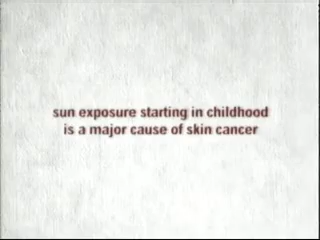 sun exposure starting in childhood
is a major cause of skin cancer